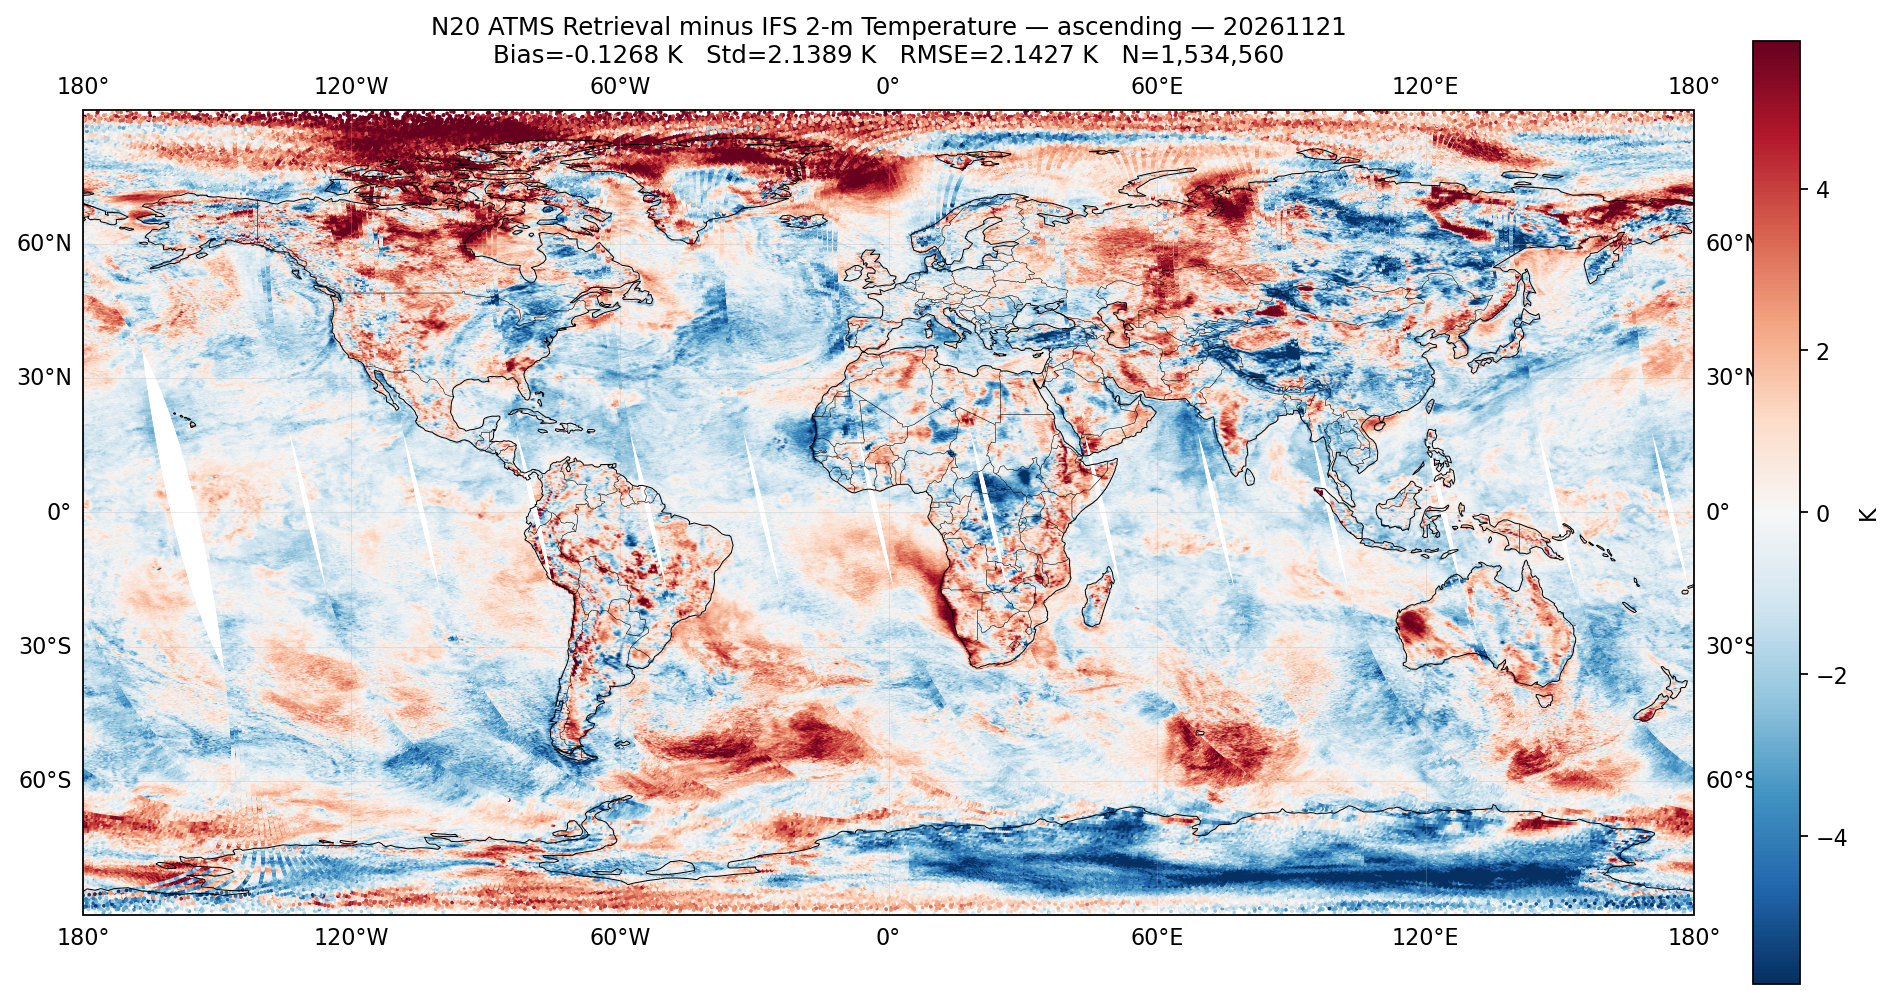 N20 ATMS Retrieval minus IFS 2-m Temperature — ascending — 20261121
Bias=-0.1268 K   Std=2.1389 K   RMSE=2.1427 K   N=1,534,560
180° 120°W 60°W 0° 60°E 120°E 180°
60°N 60°N
30°N 30°N
0° 0°
30°S 30°S
60°S 60°S
180° 120°W 60°W 0° 60°E 120°E 180°
4
2
0
−2
−4
K